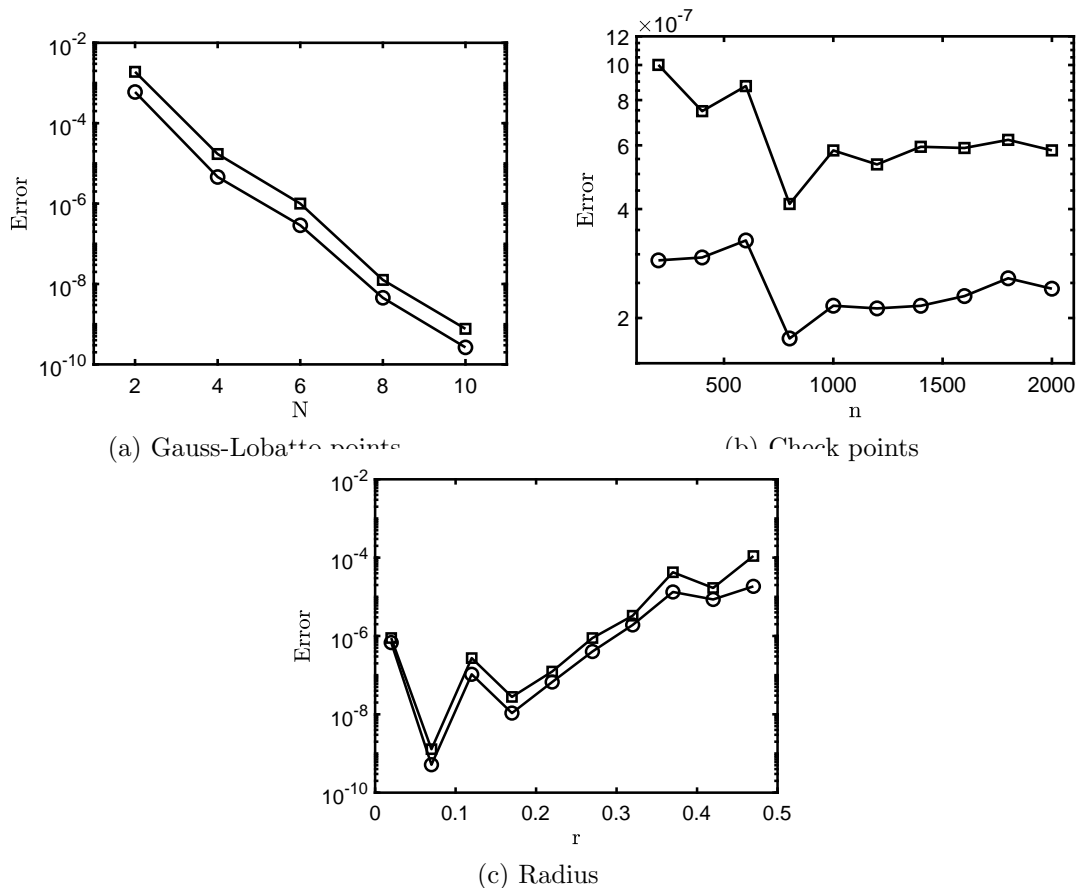 ×10⁻⁷
10⁻²
10⁻⁴
10⁻⁶
10⁻⁸
10⁻¹⁰
Error
2 4 6 8 10
N
(a) Gauss-Lobatto points
12
10
8
6
4
2
Error
500 1000 1500 2000
n
(b) Check points
10⁻²
10⁻⁴
10⁻⁶
10⁻⁸
10⁻¹⁰
Error
0 0.1 0.2 0.3 0.4 0.5
r
(c) Radius